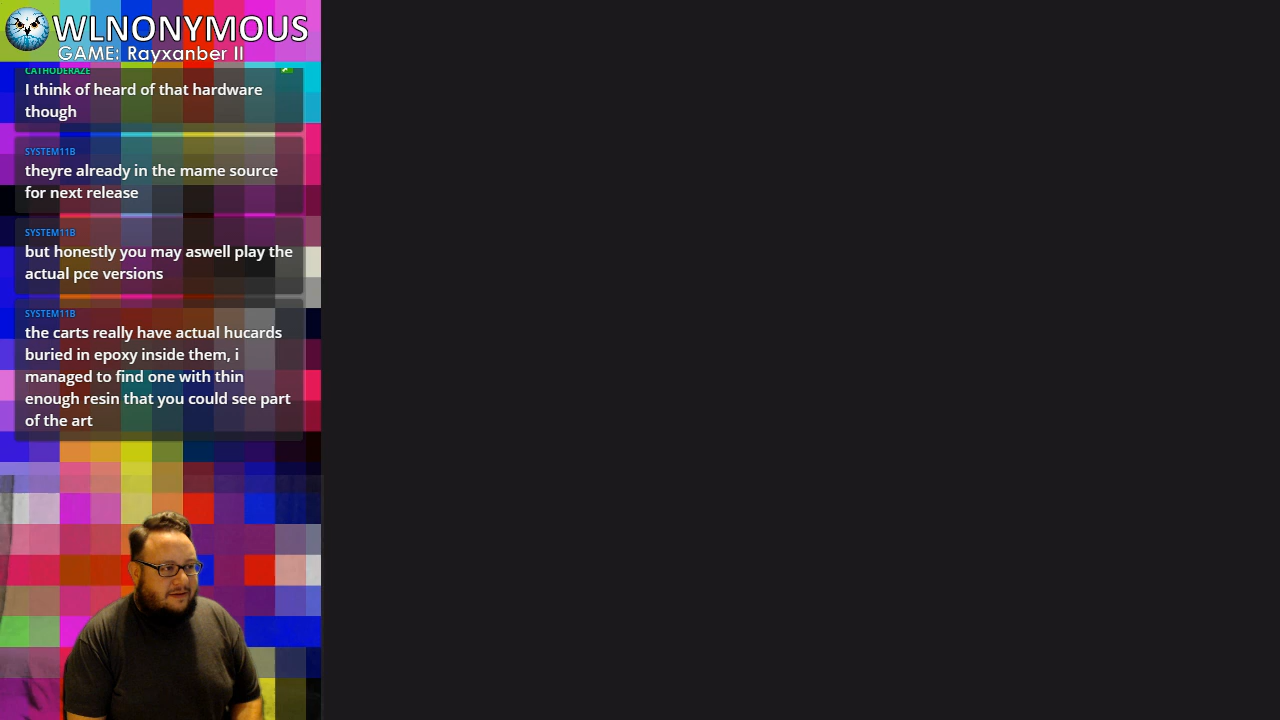 WLNONYMOUS
GAME: Rayxanber II
CATHODERAZE
I think of heard of that hardware
though
SYSTEM11B
theyre already in the mame source
for next release
SYSTEM11B
but honestly you may aswell play the
actual pce versions
SYSTEM11B
the carts really have actual hucards
buried in epoxy inside them, i
managed to find one with thin
enough resin that you could see part
of the art